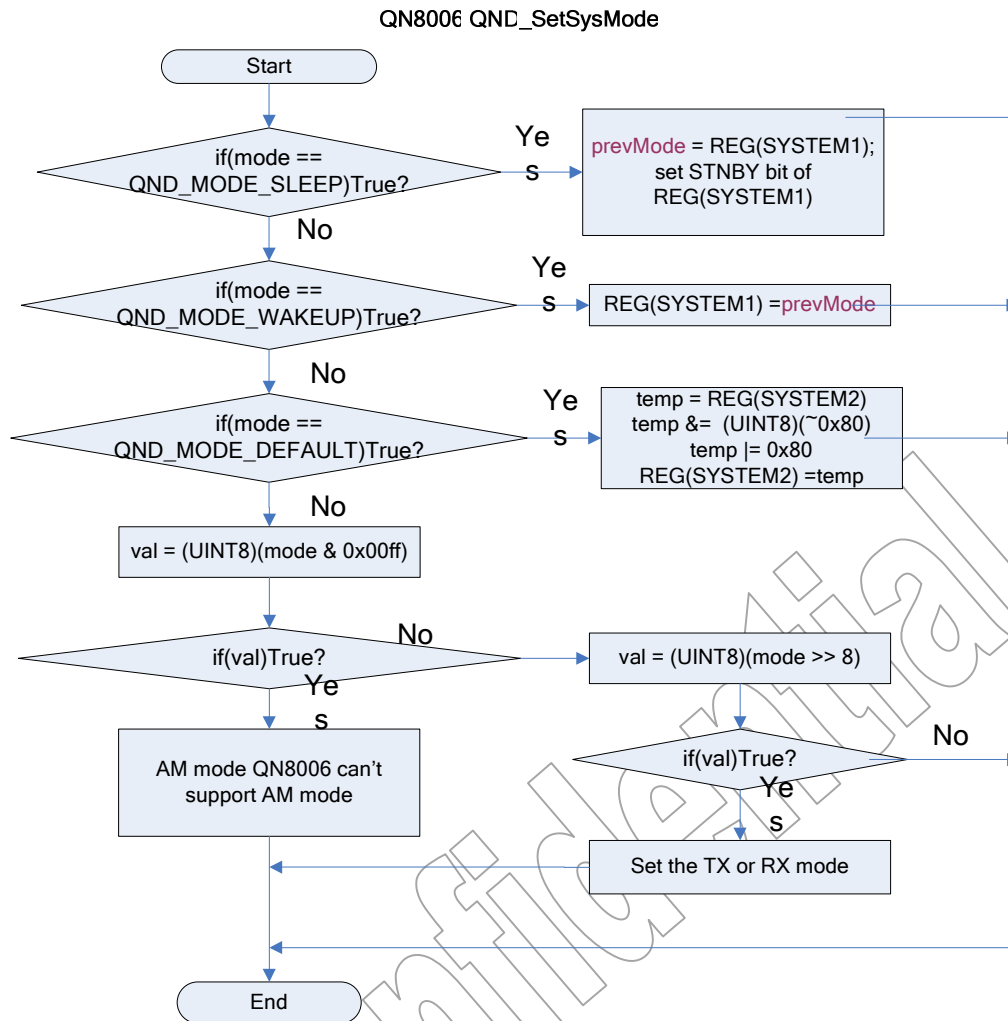 QN8006 QND_SetSysMode
Start
if(mode ==
QND_MODE_SLEEP)True?
Ye
s
prevMode = REG(SYSTEM1);
set STNBY bit of
REG(SYSTEM1)
No
if(mode ==
QND_MODE_WAKEUP)True?
Ye
s
REG(SYSTEM1) =prevMode
No
if(mode ==
QND_MODE_DEFAULT)True?
Ye
s
temp = REG(SYSTEM2)
temp &= (UINT8)(~0x80)
temp |= 0x80
REG(SYSTEM2) =temp
No
val = (UINT8)(mode & 0x00ff)
if(val)True?
No
val = (UINT8)(mode >> 8)
Ye
s
if(val)True?
No
Ye
s
AM mode QN8006 can't
support AM mode
Set the TX or RX mode
End
nfidential